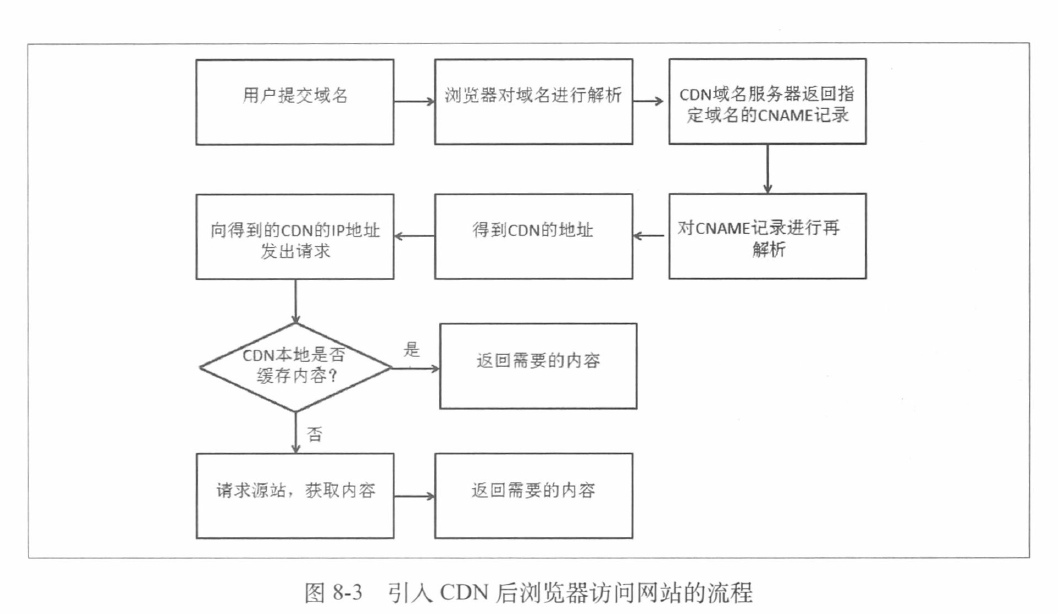 用户提交域名
浏览器对域名进行解析
CDN域名服务器返回指
定域名的CNAME记录
向得到的CDN的IP地址
发出请求
得到CDN的地址
对CNAME记录进行再
解析
CDN本地是否
缓存内容?
是
返回需要的内容
否
请求源站，获取内容
返回需要的内容
图 8-3 引入 CDN 后浏览器访问网站的流程